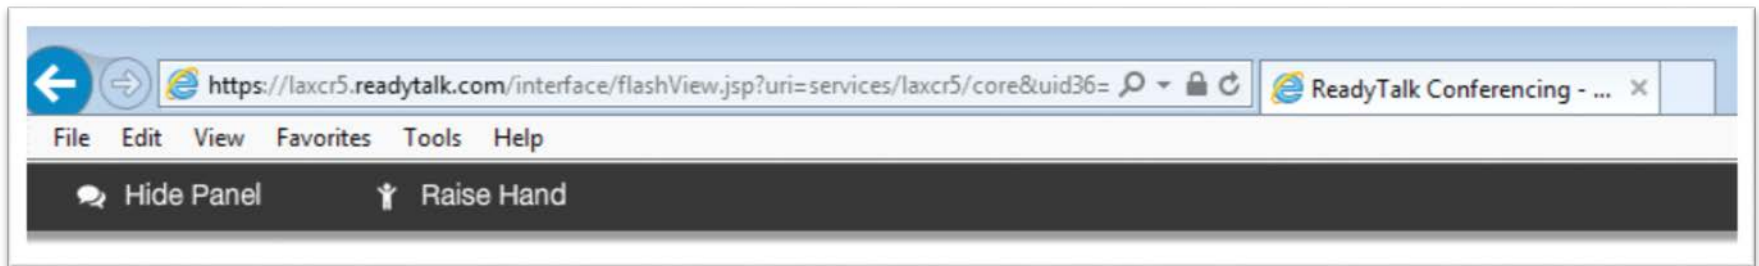 https://laxcr5.readytalk.com/interface/flashView.jsp?uri=services/laxcr5/core&uid36= ReadyTalk Conferencing - ...
File Edit View Favorites Tools Help
Hide Panel Raise Hand